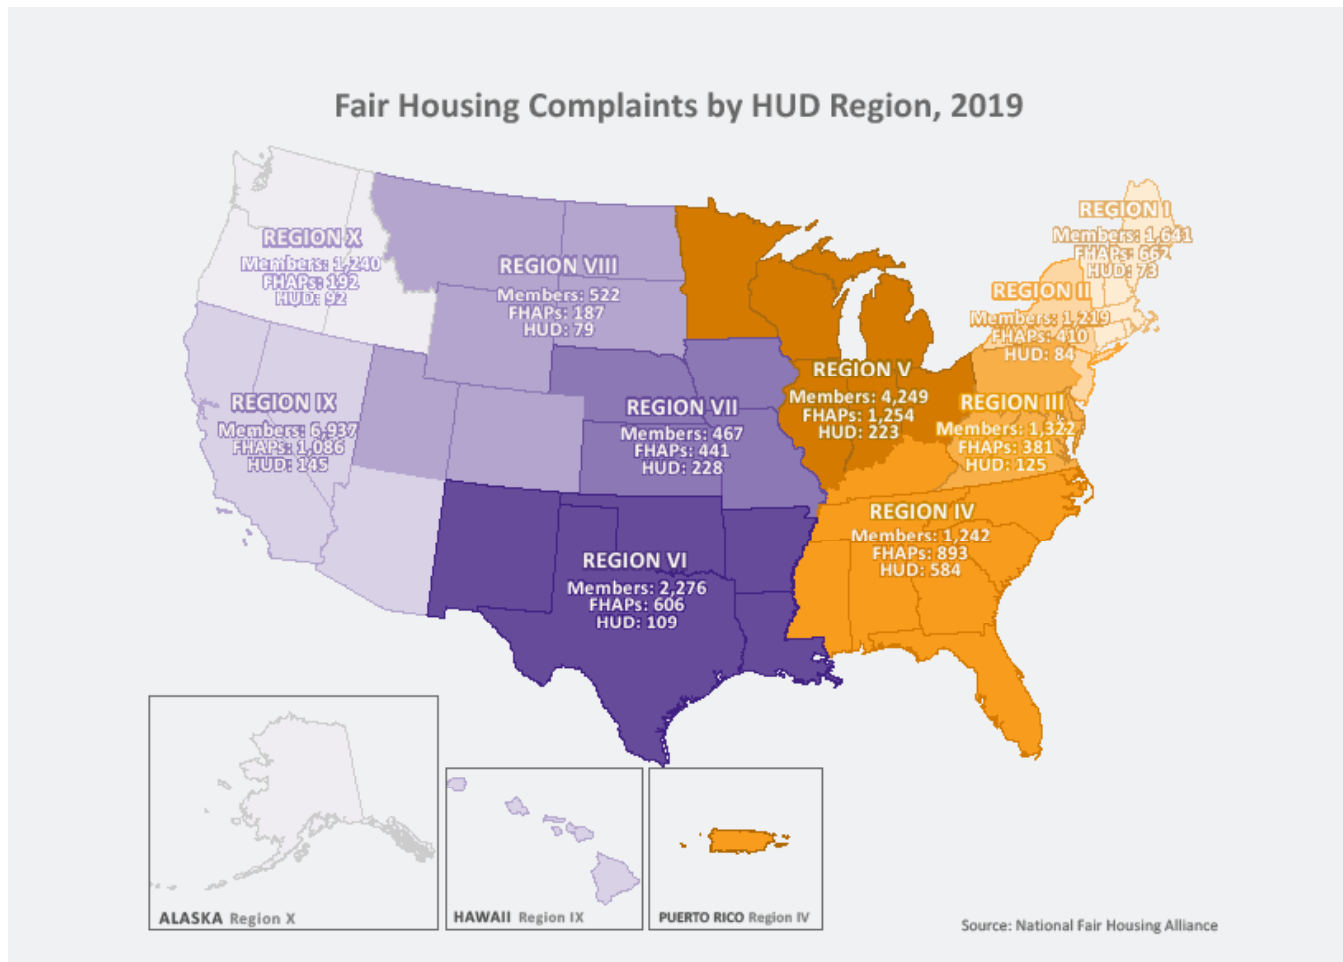 Fair Housing Complaints by HUD Region, 2019
REGION I
Members: 1,641
FHAPs: 662
HUD: 73
REGION X
Members: 1,240
FHAPs: 192
HUD: 92
REGION VIII
Members: 522
FHAPs: 187
HUD: 79
REGION II
Members: 1,219
FHAPs: 410
HUD: 84
REGION V
Members: 4,249
FHAPs: 1,254
HUD: 223
REGION IX
Members: 6,937
FHAPs: 1,086
HUD: 145
REGION VII
Members: 467
FHAPs: 441
HUD: 228
REGION III
Members: 1,322
FHAPs: 381
HUD: 125
REGION IV
Members: 1,242
FHAPs: 893
HUD: 584
REGION VI
Members: 2,276
FHAPs: 606
HUD: 109
ALASKA Region X
HAWAII Region IX
PUERTO RICO Region IV
Source: National Fair Housing Alliance